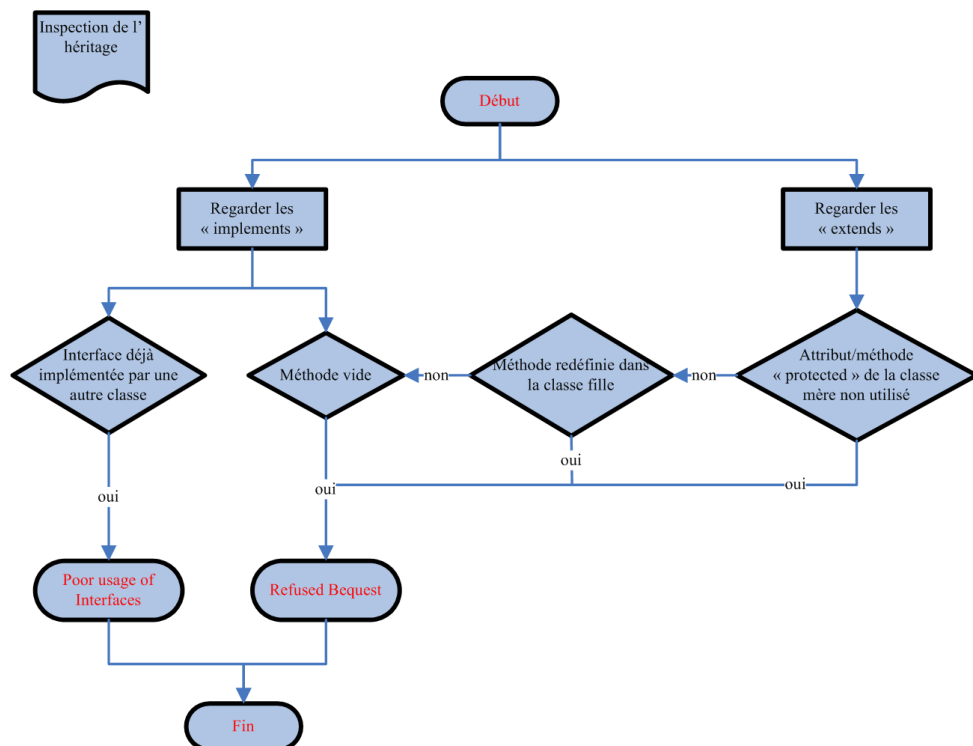 Inspection de l’
héritage
Début
Regarder les
« implements »
Regarder les
« extends »
Interface déjà
implémentée par une
autre classe
Méthode vide
non
Méthode redéfinie dans
la classe fille
non
Attribut/méthode
« protected » de la classe
mère non utilisé
oui
oui
oui
oui
Poor usage of
Interfaces
Refused Bequest
Fin